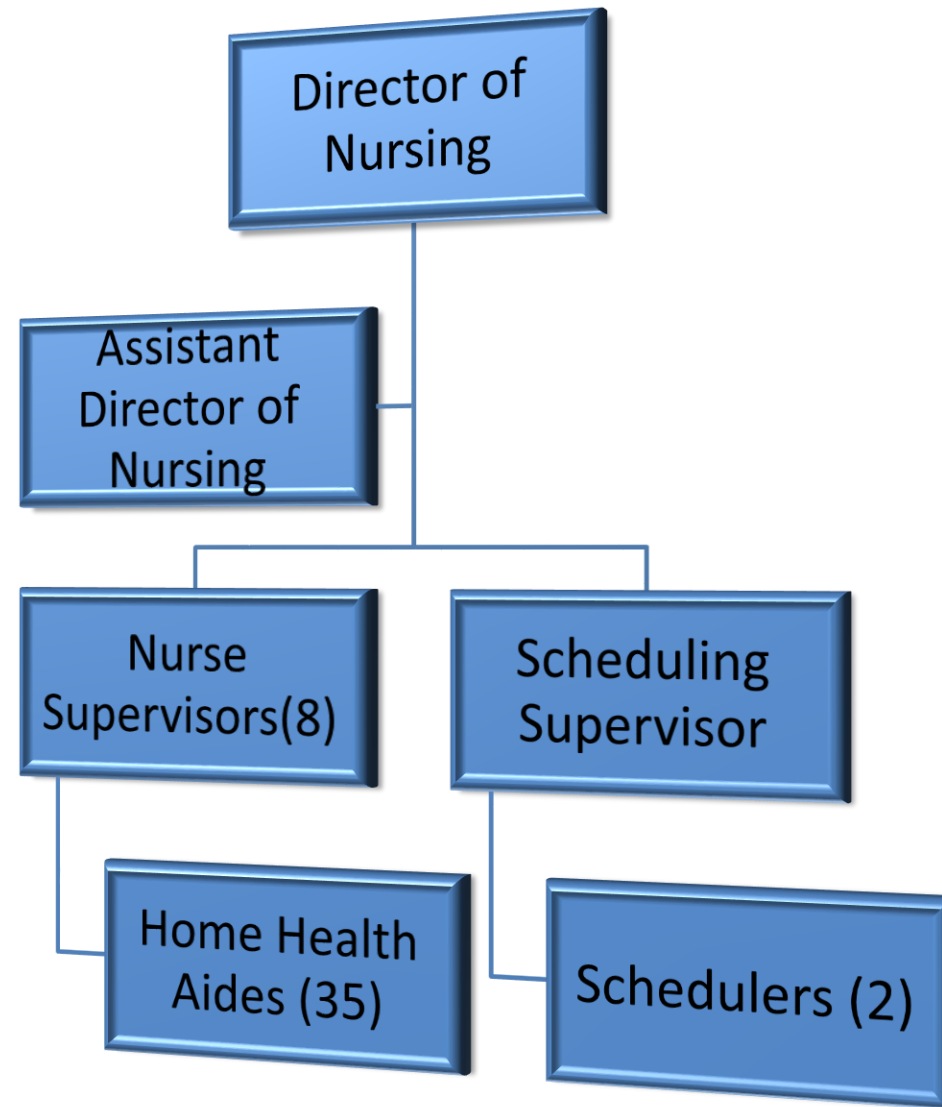 Director of
Nursing
Assistant
Director of
Nursing
Nurse
Supervisors(8)
Scheduling
Supervisor
Home Health
Aides (35)
Schedulers (2)